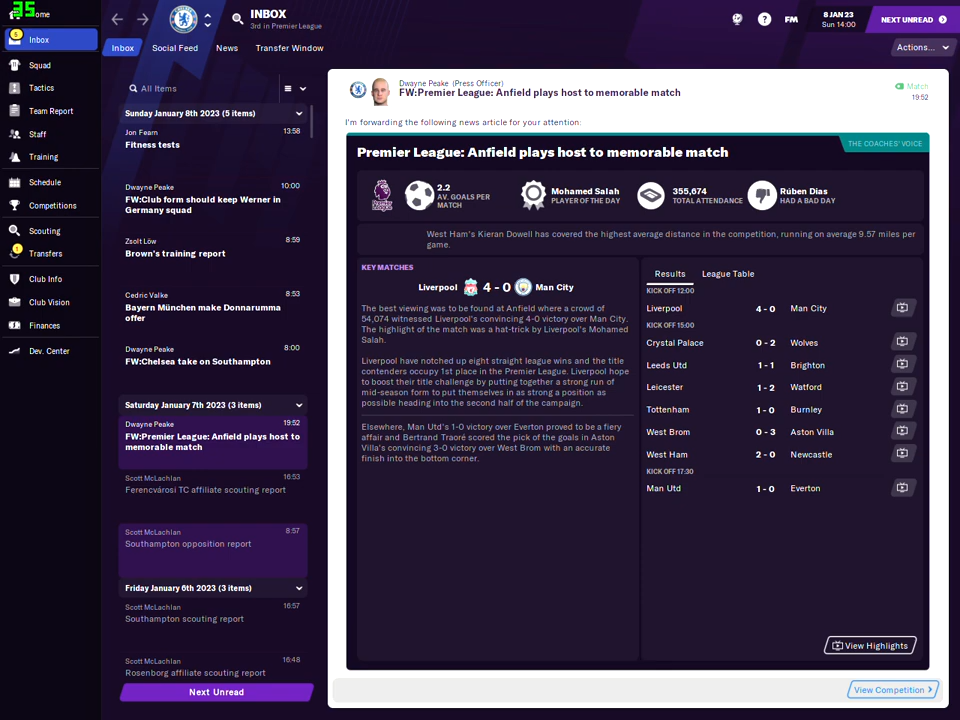 35
ome
INBOX
3rd in Premier League
?
FM
8 JAN 23
Sun 14:00
NEXT UNREAD
5
Inbox
Squad
Tactics
Team Report
Staff
Training
Schedule
Competitions
Scouting
1
Transfers
Club Info
Club Vision
Finances
Dev. Center
Inbox
Social Feed
News
Transfer Window
Actions...
All Items
Sunday January 8th 2023 (5 items)
Jon Fearn
13:58
Fitness tests
Dwayne Peake
10:00
FW:Club form should keep Werner in
Germany squad
Zsolt Löw
8:59
Brown's training report
Cedric Valke
8:53
Bayern München make Donnarumma
offer
Dwayne Peake
8:00
FW:Chelsea take on Southampton
Saturday January 7th 2023 (3 items)
Dwayne Peake
19:52
FW:Premier League: Anfield plays host to
memorable match
Scott McLachlan
16:53
Ferencvárosi TC affiliate scouting report
Scott McLachlan
8:57
Southampton opposition report
Friday January 6th 2023 (3 items)
Scott McLachlan
16:57
Southampton scouting report
Scott McLachlan
16:48
Rosenborg affiliate scouting report
Next Unread
Dwayne Peake (Press Officer)
FW:Premier League: Anfield plays host to memorable match
Match
19:52
I'm forwarding the following news article for your attention:
THE COACHES' VOICE
Premier League: Anfield plays host to memorable match
2.2
AV. GOALS PER
MATCH
Mohamed Salah
PLAYER OF THE DAY
355,674
TOTAL ATTENDANCE
Rúben Dias
HAD A BAD DAY
West Ham's Kieran Dowell has covered the highest average distance in the competition, running on average 9.57 miles per
game.
KEY MATCHES
Liverpool 4 - 0 Man City
The best viewing was to be found at Anfield where a crowd of
54,074 witnessed Liverpool's convincing 4-0 victory over Man City.
The highlight of the match was a hat-trick by Liverpool's Mohamed
Salah.
Liverpool have notched up eight straight league wins and the title
contenders occupy 1st place in the Premier League. Liverpool hope
to boost their title challenge by putting together a strong run of
mid-season form to put themselves in as strong a position as
possible heading into the second half of the campaign.
Elsewhere, Man Utd's 1-0 victory over Everton proved to be a fiery
affair and Bertrand Traoré scored the pick of the goals in Aston
Villa's convincing 3-0 victory over West Brom with an accurate
finish into the bottom corner.
Results
League Table
KICK OFF 12:00
Liverpool 4 - 0 Man City
KICK OFF 15:00
Crystal Palace 0 - 2 Wolves
Leeds Utd 1 - 1 Brighton
Leicester 1 - 2 Watford
Tottenham 1 - 0 Burnley
West Brom 0 - 3 Aston Villa
West Ham 2 - 0 Newcastle
KICK OFF 17:30
Man Utd 1 - 0 Everton
View Highlights
View Competition